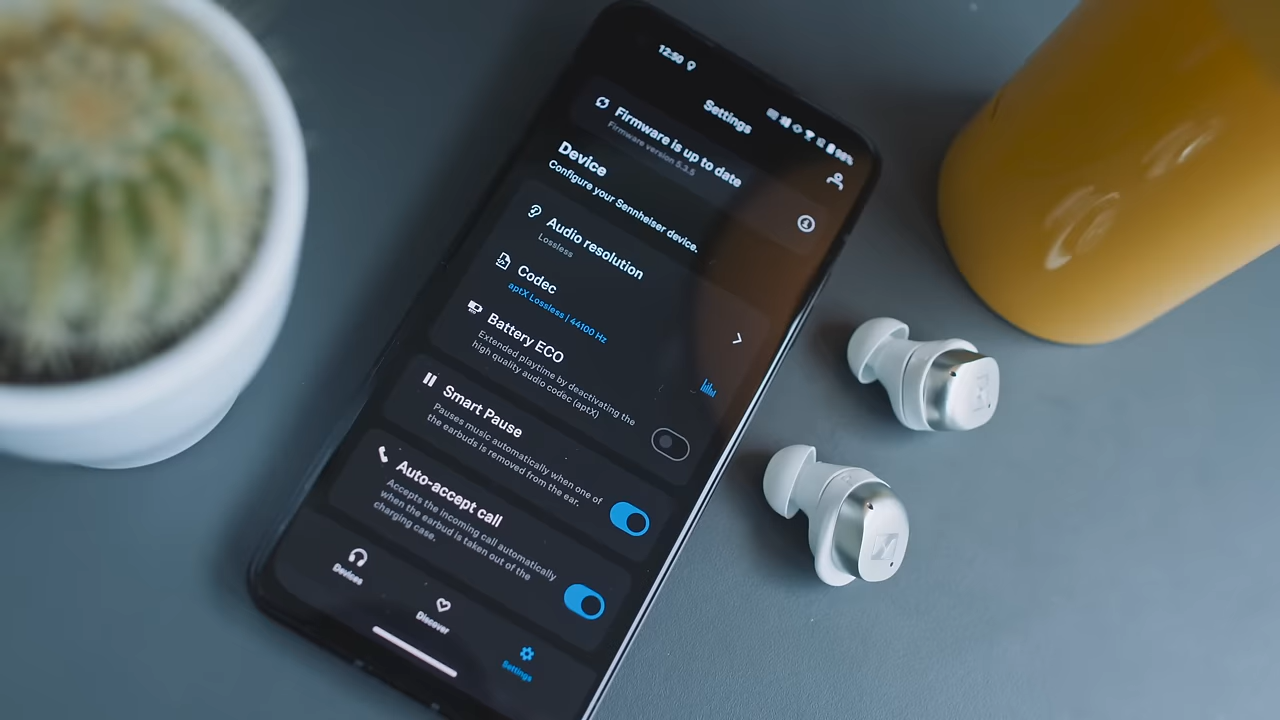 12:50
Settings
Firmware is up to date
Firmware version 5.3.5
Device
Configure your Sennheiser device.
Audio resolution
Lossless
Codec
aptX Lossless | 44100 Hz
Battery ECO
Extended playtime by deactivating the
high quality audio codec (aptX)
Smart Pause
Pauses music automatically when one of
the earbuds is removed from the ear.
Auto-accept call
Accepts the incoming call automatically
when the earbud is taken out of the
charging case.
Devices
Discover
Settings